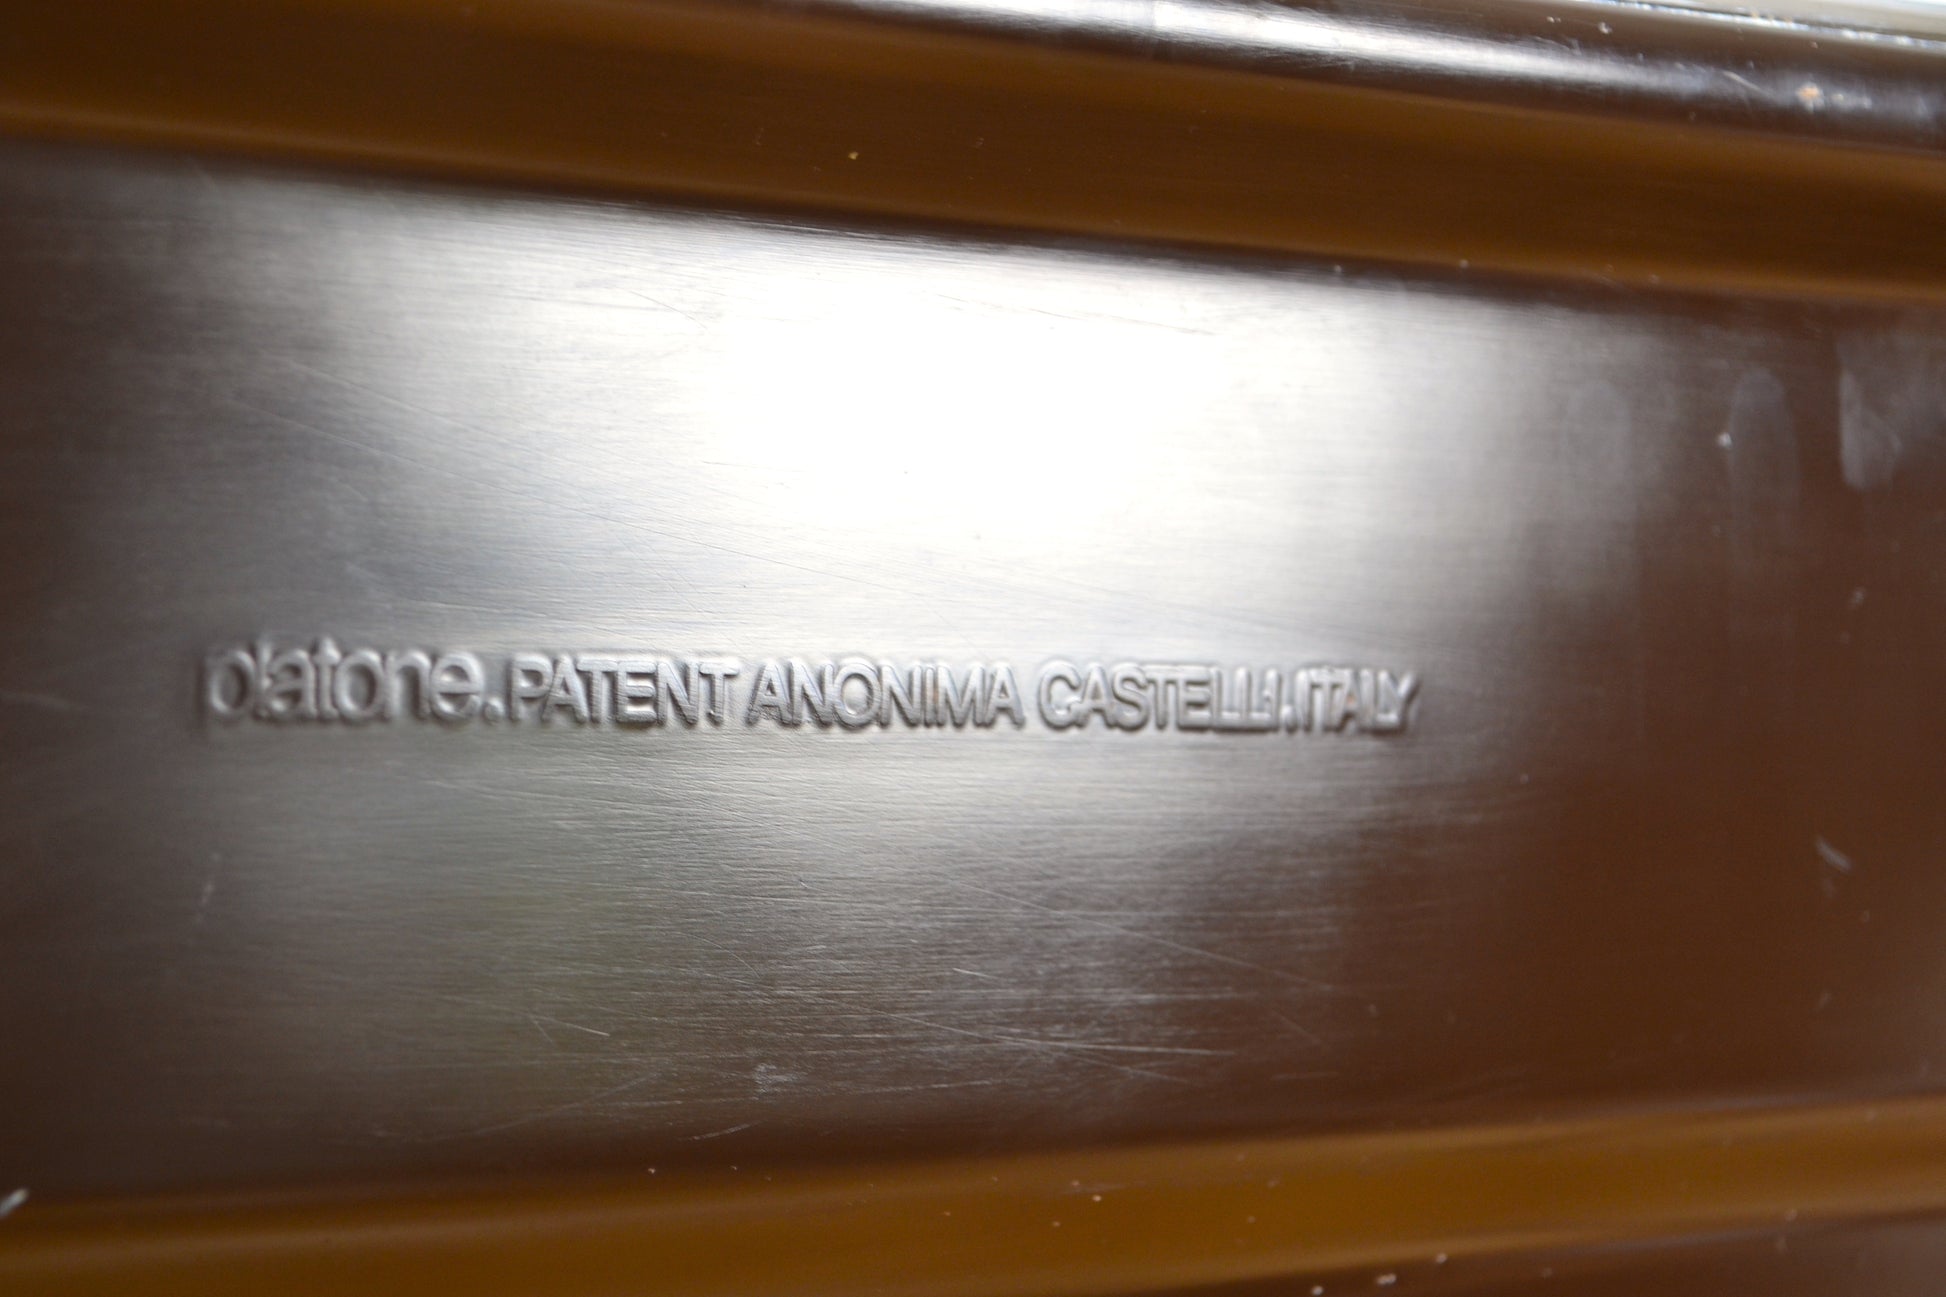 platone. PATENT ANONIMA CASTELLI. ITALY